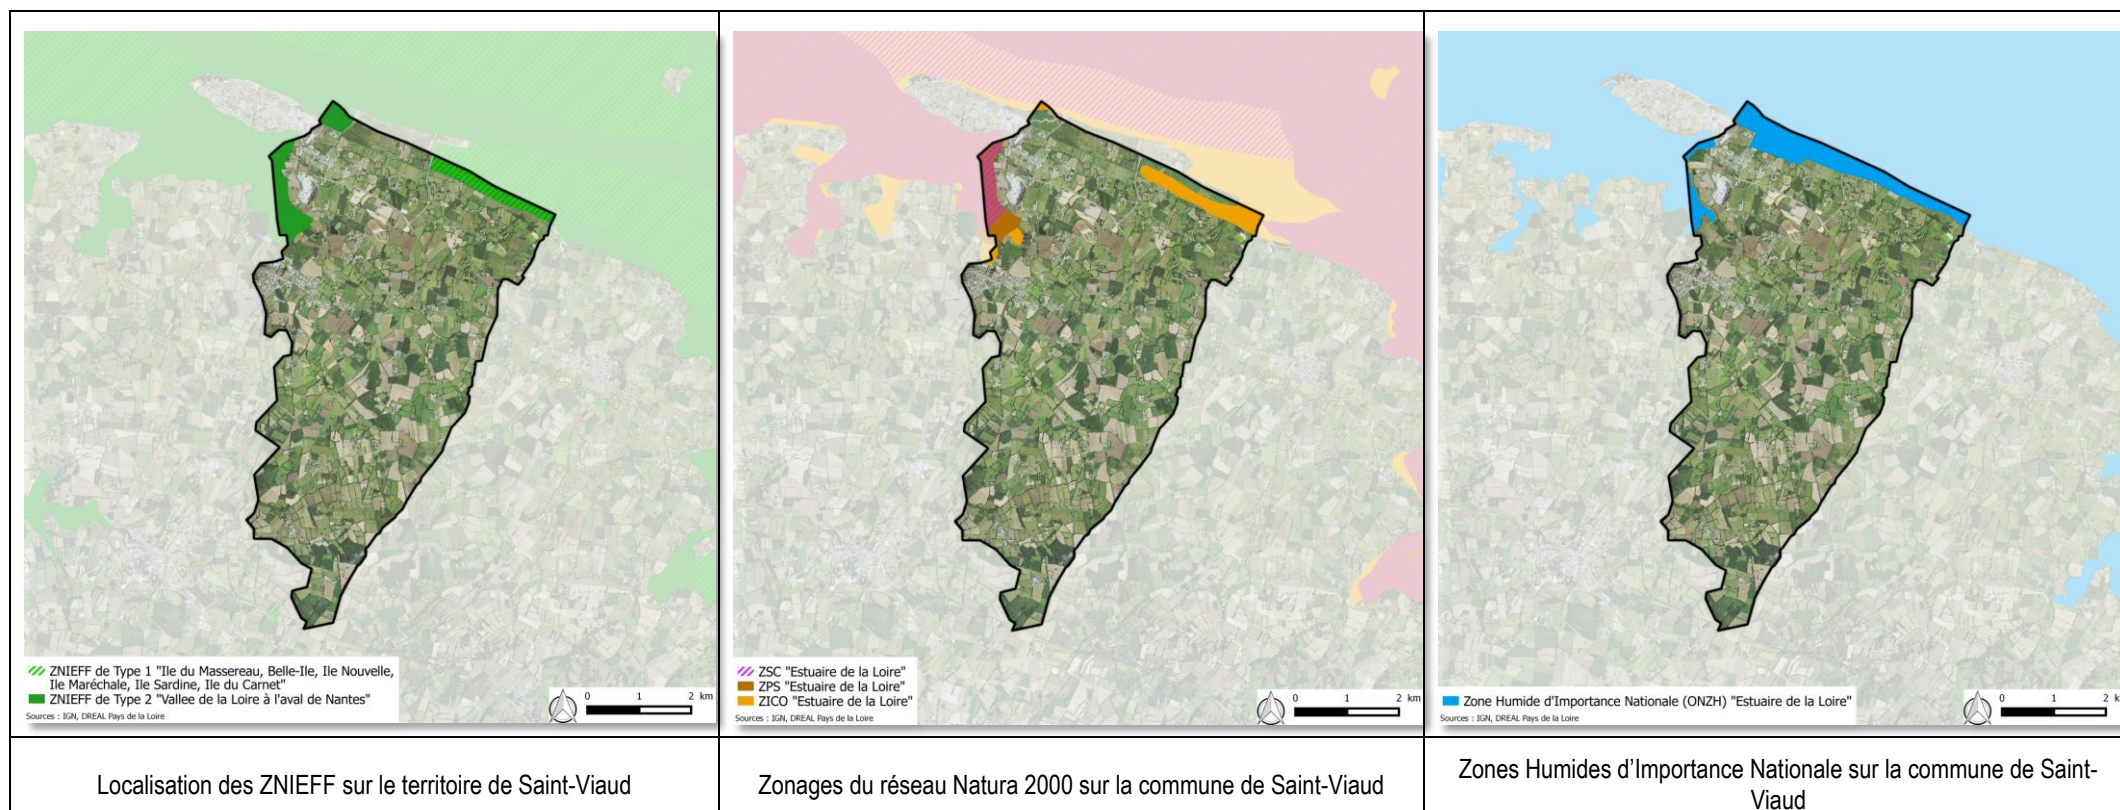 ZNIEFF de Type 1 "Ile du Massereau, Belle-Ile, Ile Nouvelle,
Ile Maréchale, Ile Sardine, Ile du Carnet"
ZNIEFF de Type 2 "Vallee de la Loire à l'aval de Nantes"
Sources : IGN, DREAL Pays de la Loire
0 1 2 km
ZSC "Estuaire de la Loire"
ZPS "Estuaire de la Loire"
ZICO "Estuaire de la Loire"
Sources : IGN, DREAL Pays de la Loire
0 1 2 km
Zone Humide d'Importance Nationale (ONZH) "Estuaire de la Loire"
Sources : IGN, DREAL Pays de la Loire
0 1 2 k
Localisation des ZNIEFF sur le territoire de Saint-Viaud
Zonages du réseau Natura 2000 sur la commune de Saint-Viaud
Zones Humides d’Importance Nationale sur la commune de Saint-
Viaud